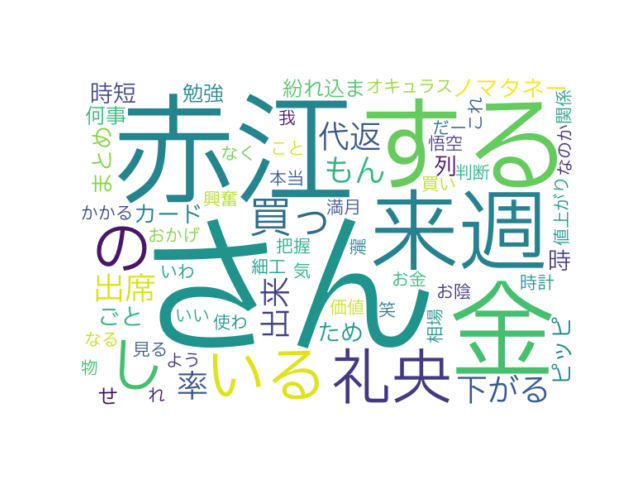 時短
勉強
紛れ込ま
オキュラス
ノマタネー
何事
赤江
我
代返
だー
これ
関係
する
まとめ
なく
こと
もん
悟空
列
なのか
興奮
本当
買い
判断
かかる
カード
買っ
満月
来週
値上がり
の
おかげ
さん
把握
瀧
時
いわ
細工
気
お金
時計
出席
出来
価値
お陰
金
ごと
いい
使わ
笑
相場
ピッピ
なる
し
見る
よう
ため
物
率
いる
礼央
下がる
せ
れ